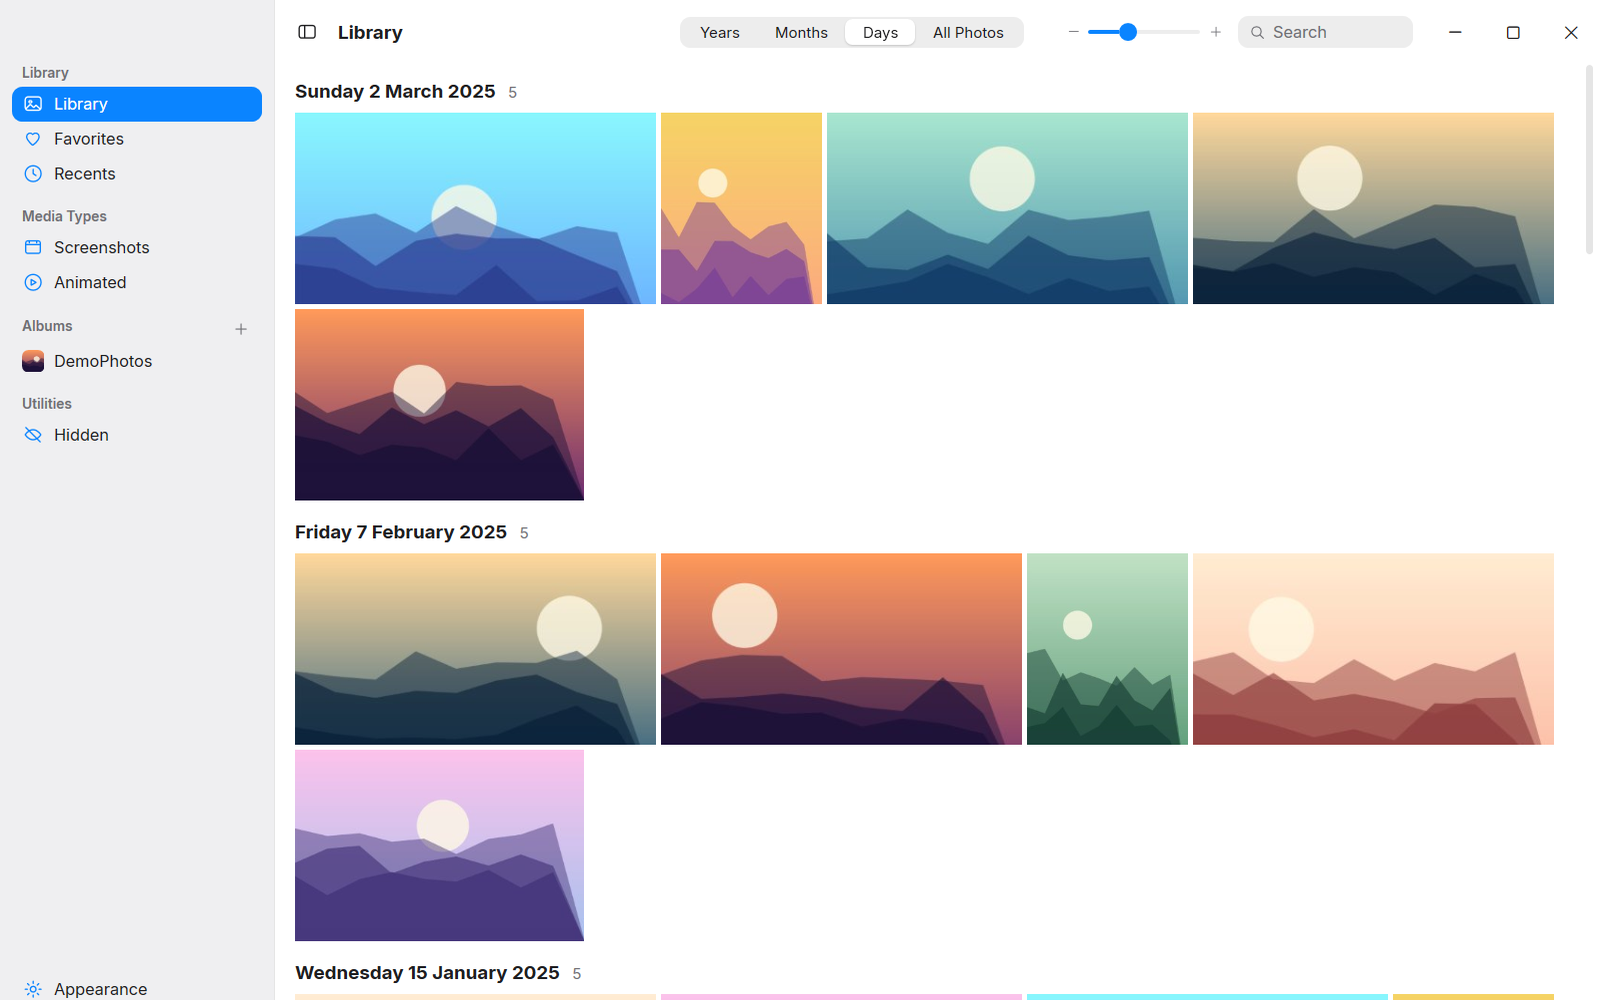 Library
Library
Favorites
Recents
Media Types
Screenshots
Animated
Albums
DemoPhotos
Utilities
Hidden
Appearance
Library
Years Months Days All Photos
Search
Sunday 2 March 2025 5
Friday 7 February 2025 5
Wednesday 15 January 2025 5